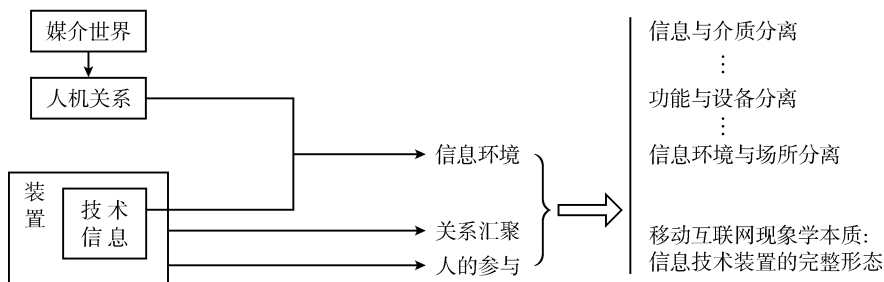 媒介世界
人机关系
装置
技术
信息
信息环境
关系汇聚
人的参与
信息与介质分离
⋮
功能与设备分离
⋮
信息环境与场所分离
移动互联网现象学本质：
信息技术装置的完整形态